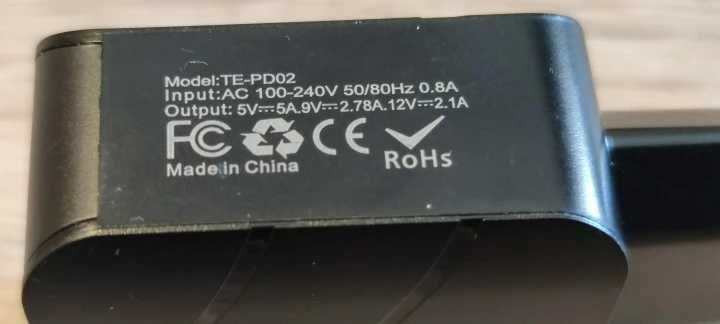 Model:TE-PD02
Input:AC 100-240V 50/80Hz 0.8A
Output: 5V⎓5A.9V⎓2.78A.12V⎓2.1A
FC CE RoHs
Made in China